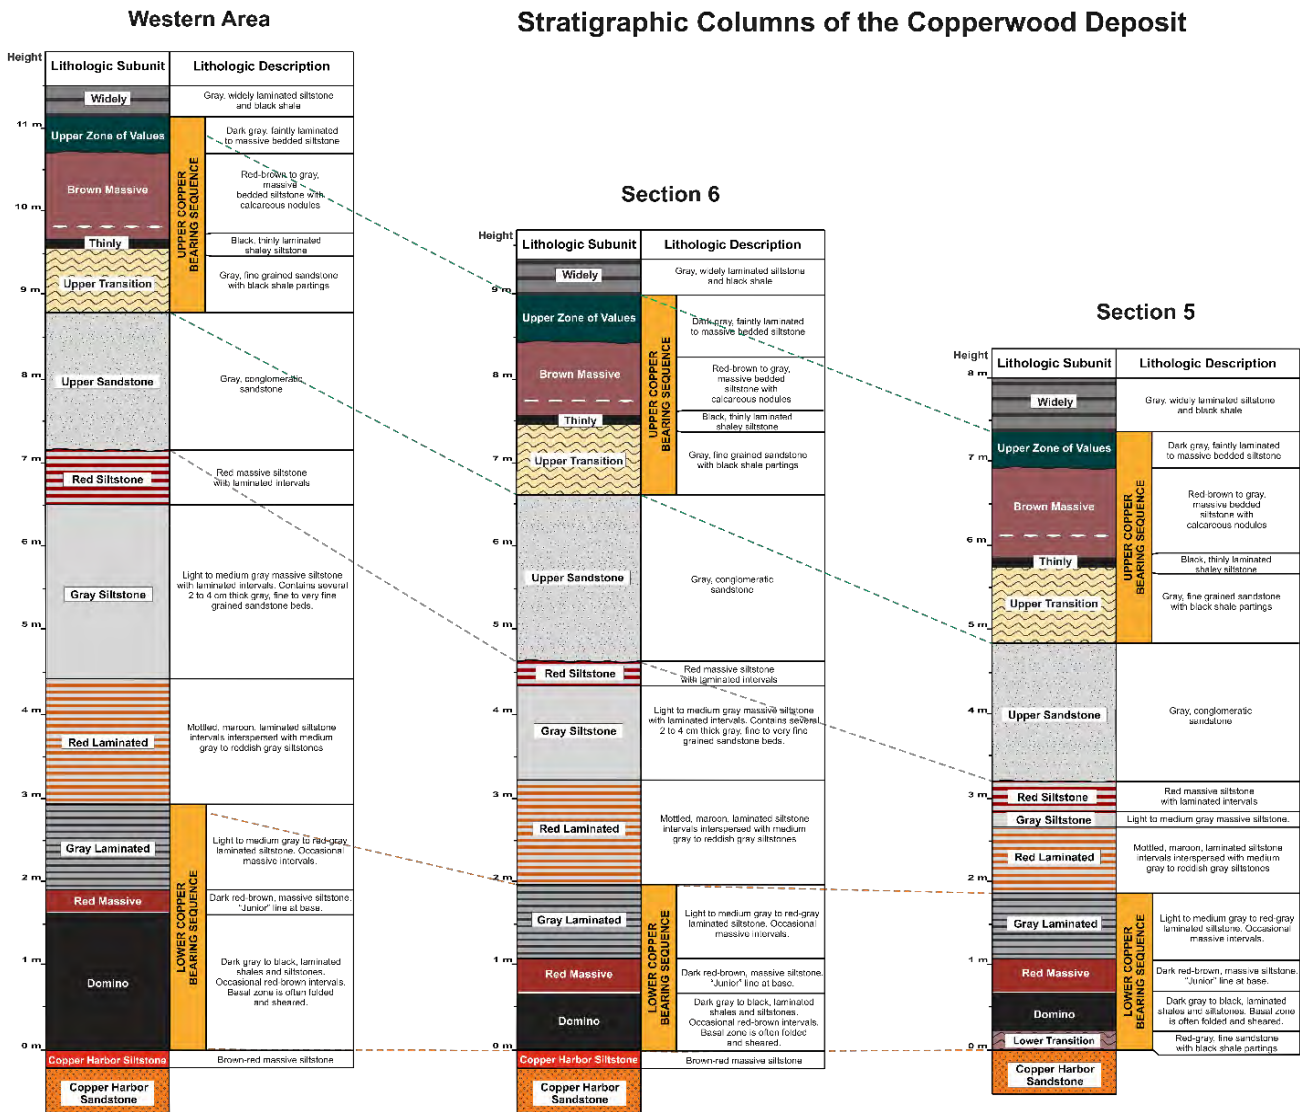 Western Area
Stratigraphic Columns of the Copperwood Deposit
Height
Lithologic Subunit
Lithologic Description
Widely
Gray, widely laminated siltstone
and black shale
11 m
Upper Zone of Values
Dark gray, faintly laminated
to massive bedded siltstone
Brown Massive
Red-brown to gray,
massive
bedded siltstone with
calcareous nodules
10 m
Thinly
Black, thinly laminated
shaley siltstone
Upper Transition
Gray, fine grained sandstone
with black shale partings
9 m
UPPER COPPER
BEARING SEQUENCE
Upper Sandstone
Gray, conglomeratic
sandstone
8 m
7 m
Red Siltstone
Red massive siltstone
with laminated intervals
6 m
Gray Siltstone
Light to medium gray massive siltstone
with laminated intervals. Contains several
2 to 4 cm thick gray, fine to very fine
grained sandstone beds.
5 m
4 m
Red Laminated
Mottled, maroon, laminated siltstone
intervals interspersed with medium
gray to reddish gray siltstones
3 m
Gray Laminated
Light to medium gray to red-gray
laminated siltstone. Occasional
massive intervals.
2 m
Red Massive
Dark red-brown, massive siltstone.
"Junior" line at base.
1 m
Domino
Dark gray to black, laminated
shales and siltstones.
Occasional red-brown intervals.
Basal zone is often folded
and sheared.
LOWER COPPER
BEARING SEQUENCE
0 m
Copper Harbor Siltstone
Brown-red massive siltstone
Copper Harbor
Sandstone
Section 6
Height
Lithologic Subunit
Lithologic Description
Widely
Gray, widely laminated siltstone
and black shale
9 m
Upper Zone of Values
Dark gray, faintly laminated
to massive bedded siltstone
8 m
Brown Massive
Red-brown to gray,
massive bedded
siltstone with
calcareous nodules
Thinly
Black, thinly laminated
shaley siltstone
7 m
Upper Transition
Gray, fine grained sandstone
with black shale partings
UPPER COPPER
BEARING SEQUENCE
6 m
Upper Sandstone
Gray, conglomeratic
sandstone
5 m
Red Siltstone
Red massive siltstone
with laminated intervals
4 m
Gray Siltstone
Light to medium gray massive siltstone
with laminated intervals. Contains several
2 to 4 cm thick gray, fine to very fine
grained sandstone beds.
3 m
Red Laminated
Mottled, maroon, laminated siltstone
intervals interspersed with medium
gray to reddish gray siltstones
2 m
Gray Laminated
Light to medium gray to red-gray
laminated siltstone. Occasional
massive intervals.
1 m
Red Massive
Dark red-brown, massive siltstone.
"Junior" line at base.
Domino
Dark gray to black, laminated
shales and siltstones.
Occasional red-brown intervals.
Basal zone is often folded
and sheared.
LOWER COPPER
BEARING SEQUENCE
0 m
Copper Harbor Siltstone
Brown-red massive siltstone
Copper Harbor
Sandstone
Section 5
Height
Lithologic Subunit
Lithologic Description
8 m
Widely
Gray, widely laminated siltstone
and black shale
Upper Zone of Values
Dark gray, faintly laminated
to massive bedded siltstone
7 m
Brown Massive
Red-brown to gray,
massive bedded
siltstone with
calcareous nodules
6 m
Thinly
Black, thinly laminated
shaley siltstone
Upper Transition
Gray, fine grained sandstone
with black shale partings
UPPER COPPER
BEARING SEQUENCE
5 m
Upper Sandstone
Gray, conglomeratic
sandstone
4 m
3 m
Red Siltstone
Red massive siltstone
with laminated intervals
Gray Siltstone
Light to medium gray massive siltstone.
Red Laminated
Mottled, maroon, laminated siltstone
intervals interspersed with medium
gray to reddish gray siltstones
2 m
Gray Laminated
Light to medium gray to red-gray
laminated siltstone. Occasional
massive intervals.
1 m
Red Massive
Dark red-brown, massive siltstone.
"Junior" line at base.
Domino
Dark gray to black, laminated
shales and siltstones. Basal zone
is often folded and sheared.
Lower Transition
Red-gray, fine sandstone
with black shale partings
LOWER COPPER
BEARING SEQUENCE
0 m
Copper Harbor
Sandstone